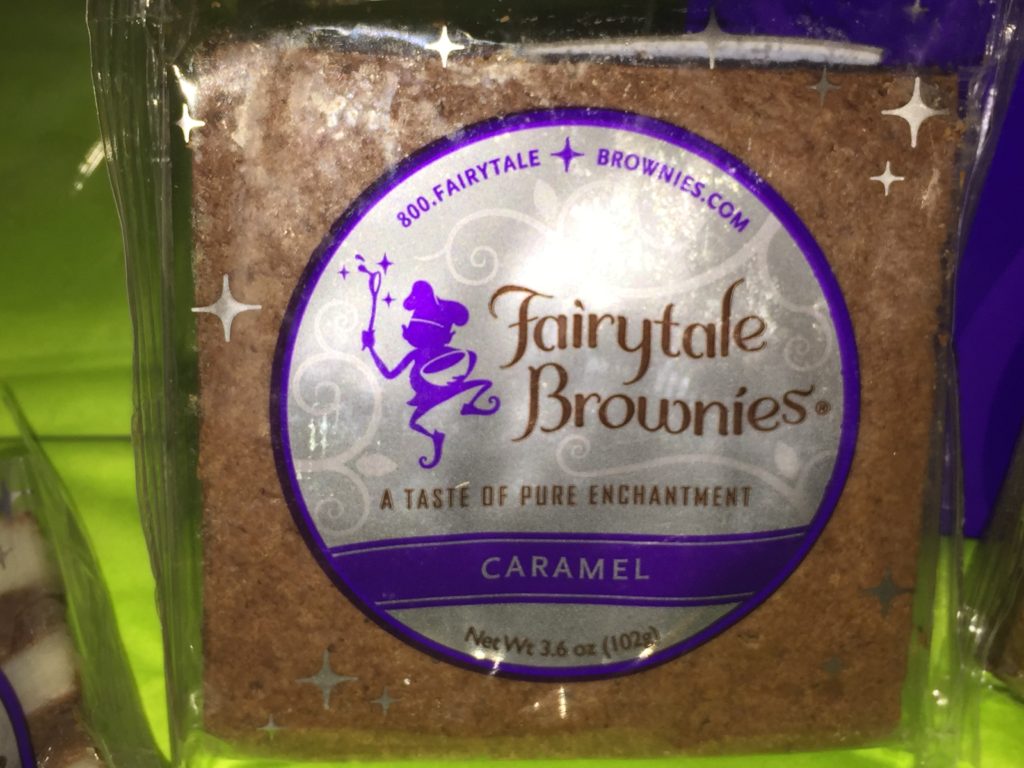 800.FAIRYTALE BROWNIES.COM
Fairytale
Brownies®
A TASTE OF PURE ENCHANTMENT
CARAMEL
Net Wt 3.6 oz (102g)